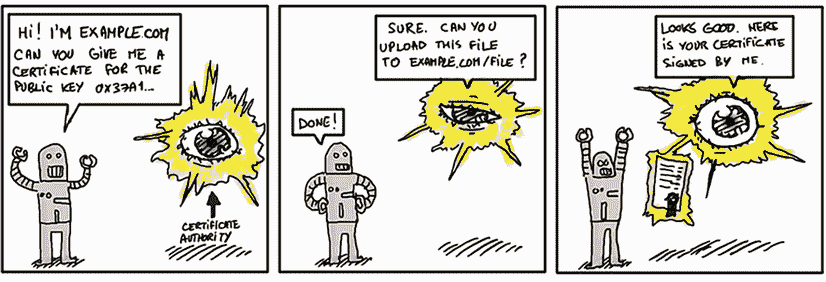 HI! I'M EXAMPLE.COM
CAN YOU GIVE ME A
CERTIFICATE FOR THE
PUBLIC KEY 0X37A1...
CERTIFICATE
AUTHORITY
SURE. CAN YOU
UPLOAD THIS FILE
TO EXAMPLE.COM/FILE?
DONE!
LOOKS GOOD. HERE
IS YOUR CERTIFICATE
SIGNED BY ME.